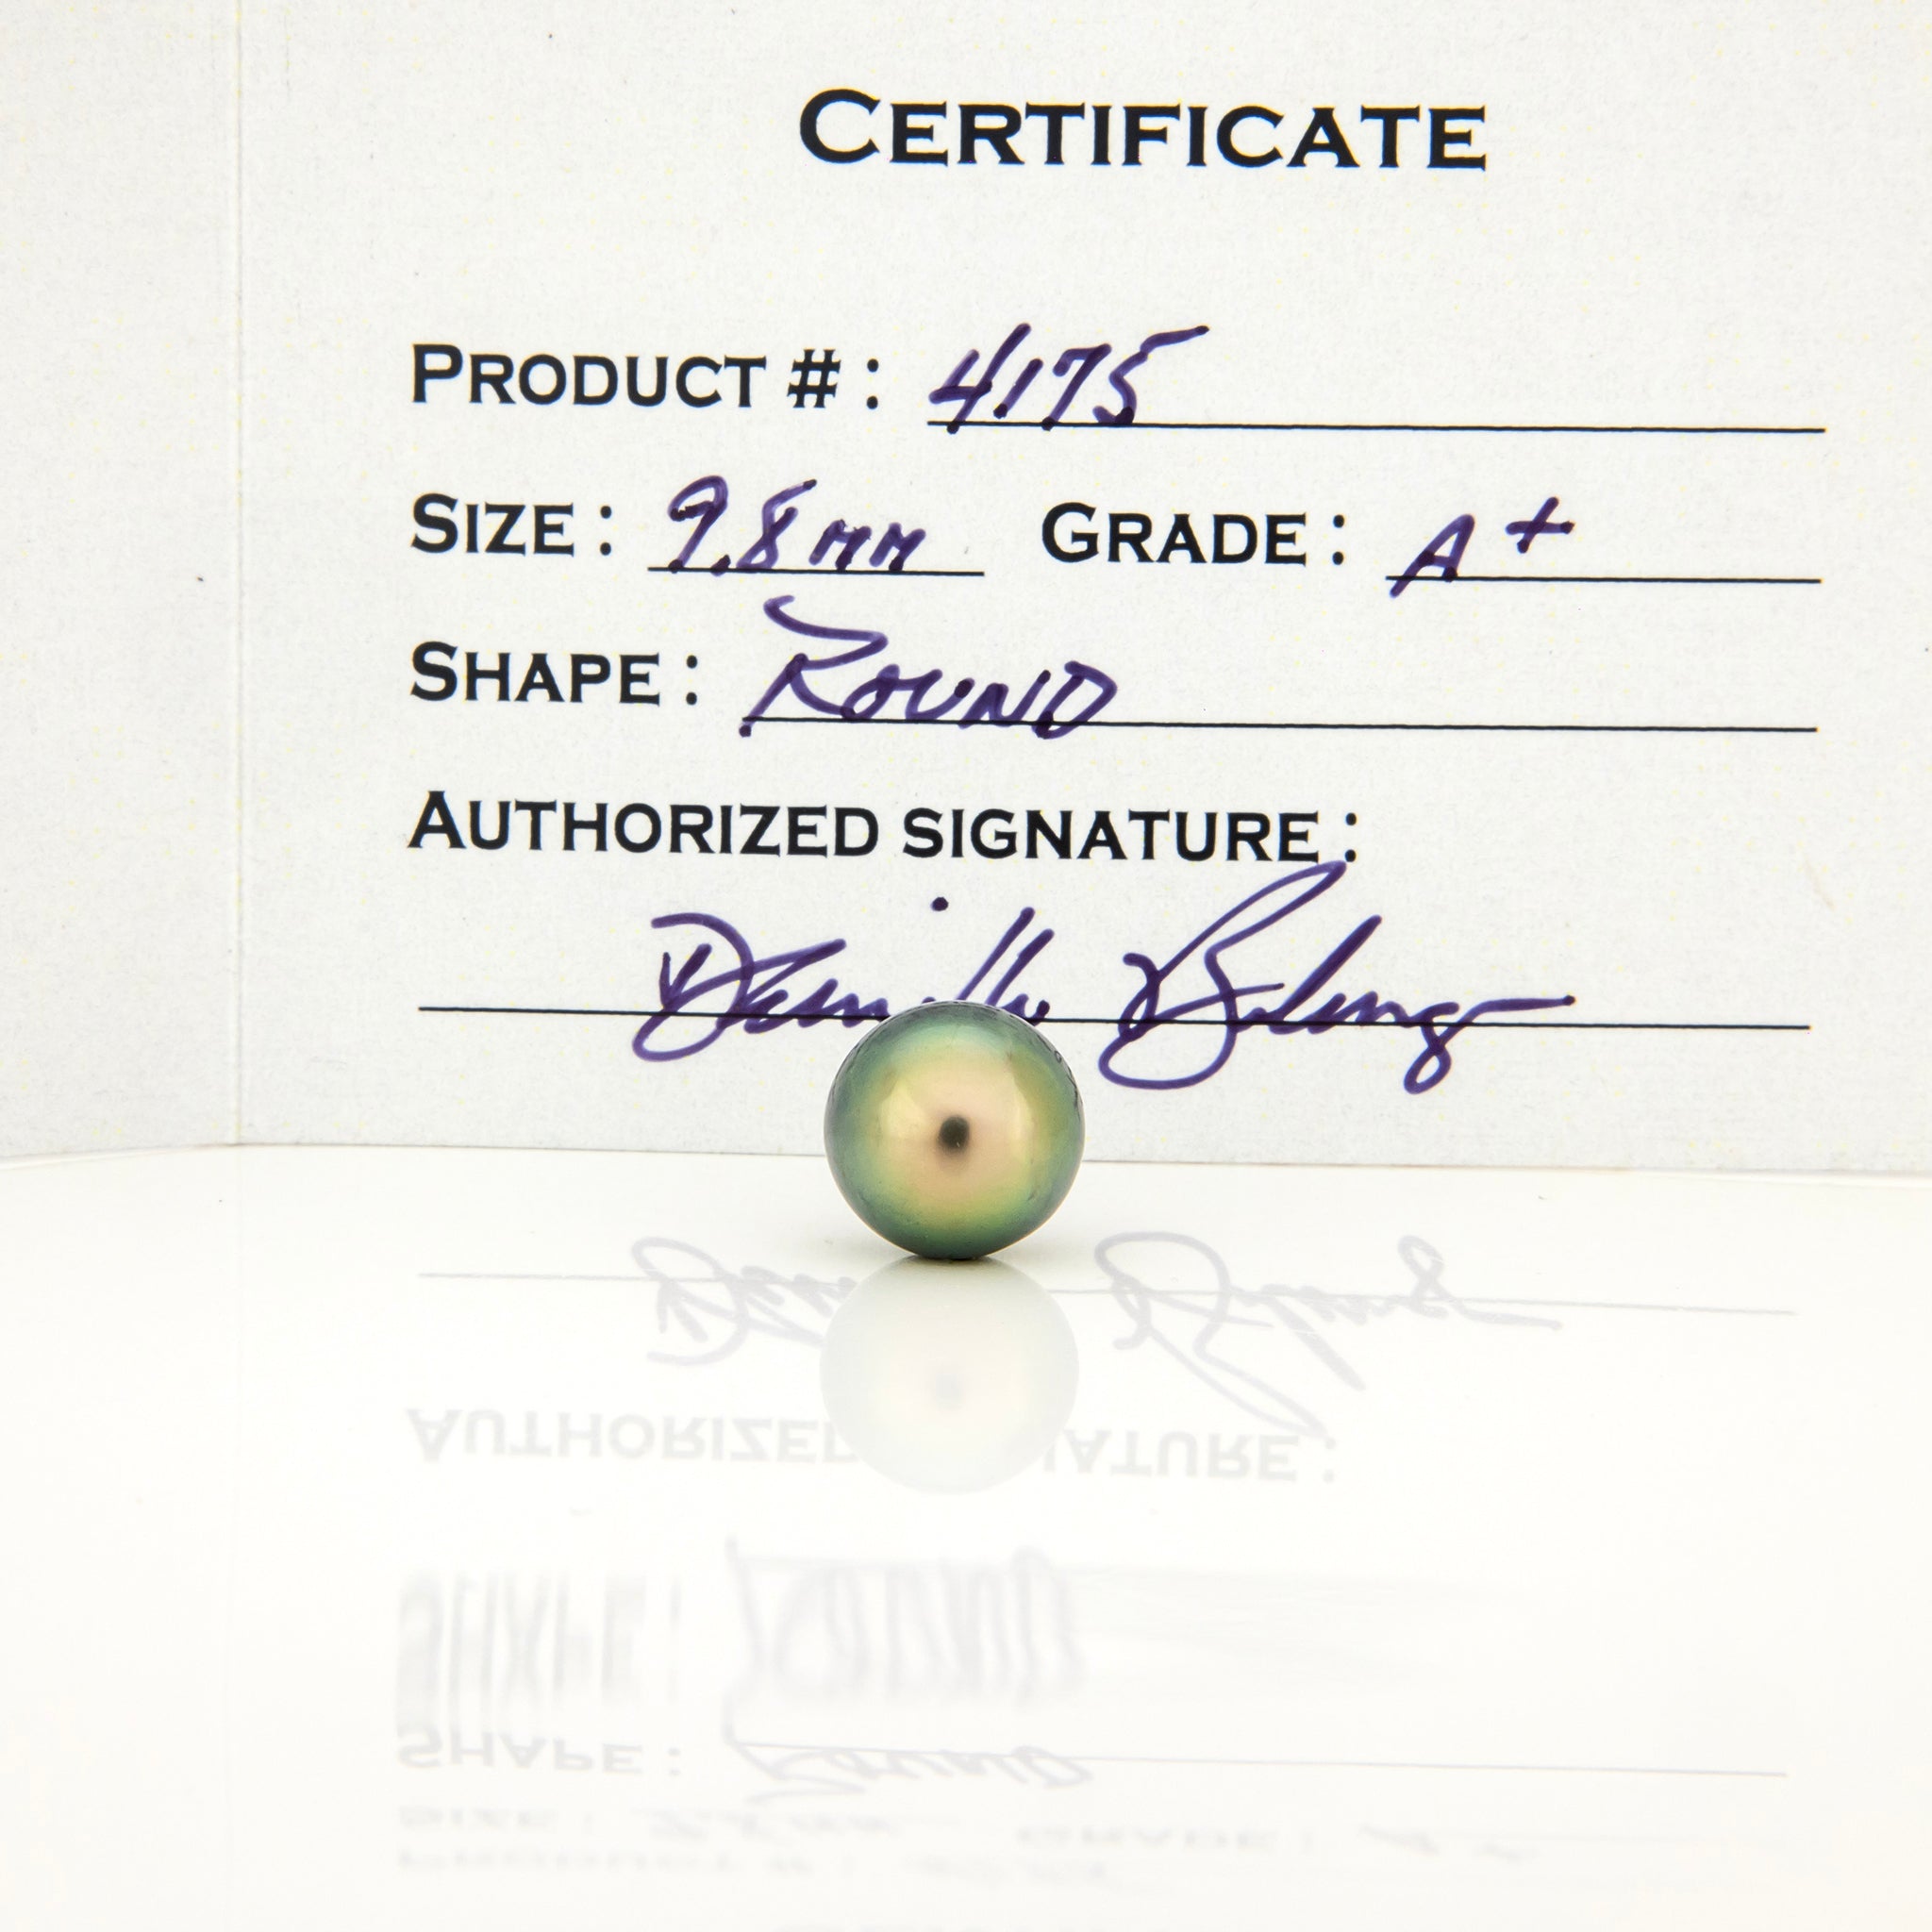 CERTIFICATE
PRODUCT #: 4175
SIZE: 9.8mm GRADE: A+
SHAPE: ROUND
AUTHORIZED SIGNATURE: